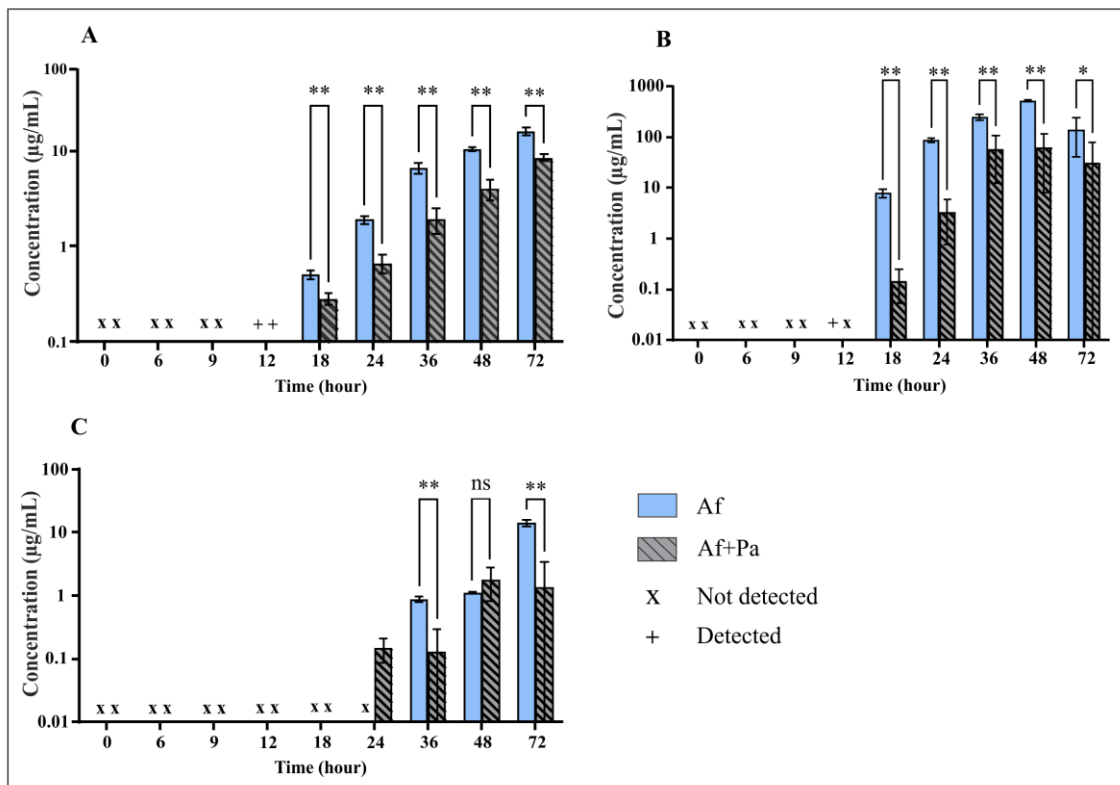 A
Concentration (µg/mL)
100
10
1
0.1
** ** ** ** **
x x x x x x + +
0 6 9 12 18 24 36 48 72
Time (hour)
B
Concentration (µg/mL)
1000
100
10
1
0.1
0.01
** ** ** ** *
x x x x x x + x
0 6 9 12 18 24 36 48 72
Time (hour)
C
Concentration (µg/mL)
100
10
1
0.1
0.01
** ns **
x x x x x x x x x x x
0 6 9 12 18 24 36 48 72
Time (hour)
Af
Af+Pa
x Not detected
+ Detected